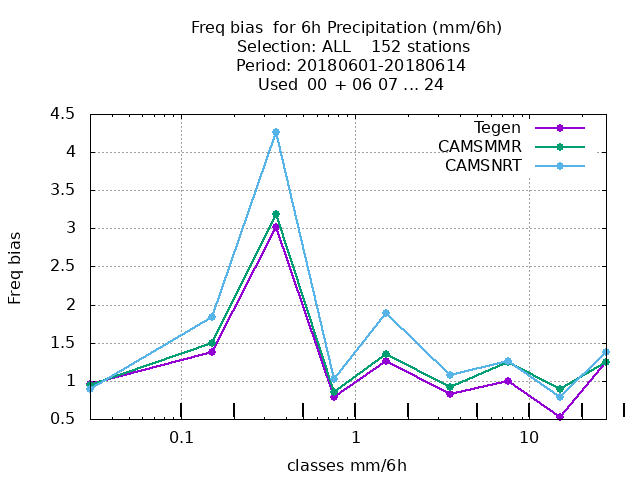 Freq bias  for 6h Precipitation (mm/6h)
Selection: ALL    152 stations
Period: 20180601-20180614
Used  00 + 06 07 ... 24
Tegen
CAMSMMR
CAMSNRT
4.5
4
3.5
3
2.5
2
1.5
1
0.5
Freq bias
0.1 1 10
classes mm/6h